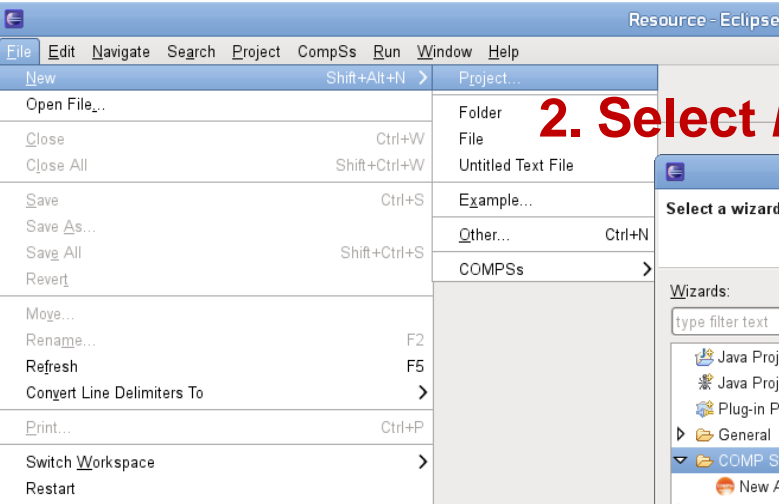 Resource - Eclipse
File Edit Navigate Search Project CompSs Run Window Help
New Shift+Alt+N
Open File...
Close Ctrl+W
Close All Shift+Ctrl+W
Save Ctrl+S
Save As...
Save All Shift+Ctrl+S
Revert
Move...
Rename... F2
Refresh F5
Convert Line Delimiters To
Print... Ctrl+P
Switch Workspace
Restart
Project...
Folder
File
Untitled Text File
Example...
Other... Ctrl+N
COMPSs
2. Select
Select a wizard
Wizards:
type filter text
Java Proj
Java Proj
Plug-in P
General
COMP S
New A